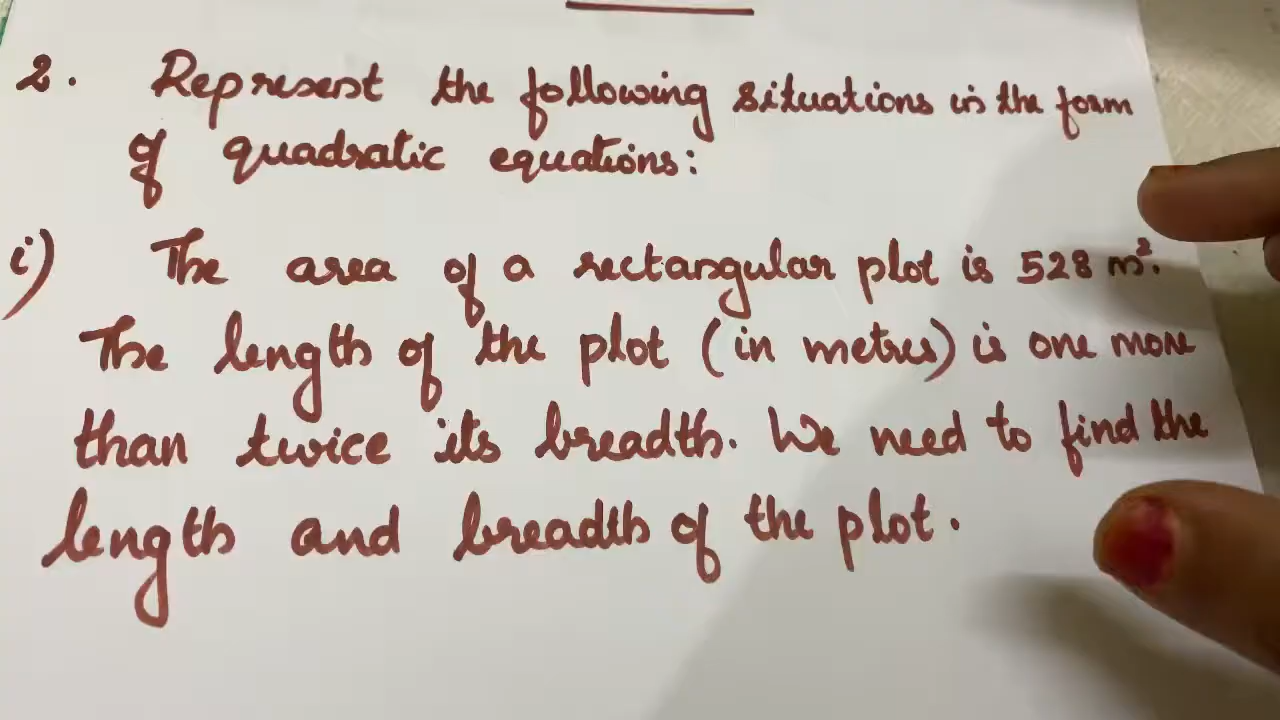 2. Represent the following situations in the form
of quadratic equations:
i) The area of a rectangular plot is 528 m².
The length of the plot (in metres) is one more
than twice its breadth. We need to find the
length and breadth of the plot.